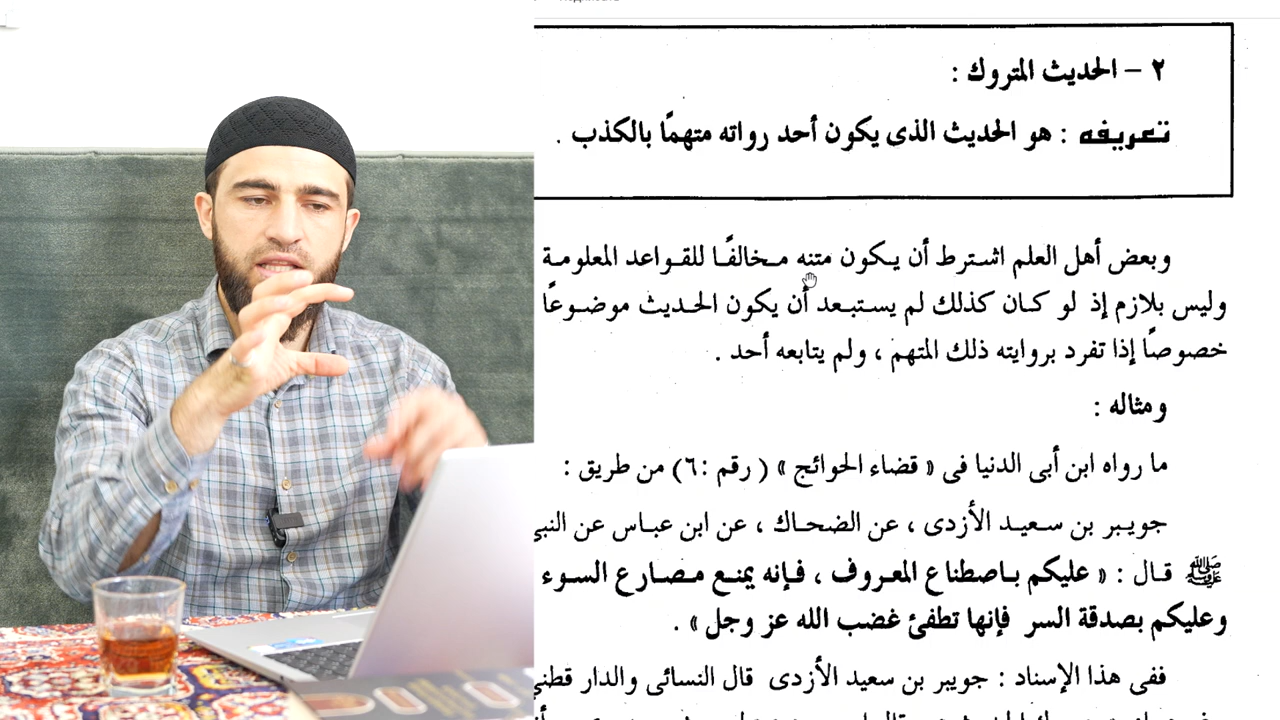 ٢ – الحديث المتروك :
تعريفه : هو الحديث الذى يكون أحد رواته متهمًا بالكذب .
وبعض أهل العلم اشترط أن يكون متنه مخالفًا للقواعد المعلومة
وليس بلازم إذ لو كان كذلك لم يستبعد أن يكون الحديث موضوعًا
خصوصًا إذا تفرد بروايته ذلك المتهم ، ولم يتابعه أحد .
ومثاله :
ما رواه ابن أبى الدنيا فى « قضاء الحوائج » ( رقم :٦) من طريق :
جويبر بن سعيد الأزدى ، عن الضحاك ، عن ابن عباس عن النبي
ﷺ قال : « عليكم باصطناع المعروف ، فإنه يمنع مصارع السوء
وعليكم بصدقة السر فإنها تطفئ غضب الله عز وجل » .
ففى هذا الإسناد : جويبر بن سعيد الأزدى قال النسائى والدار قطني